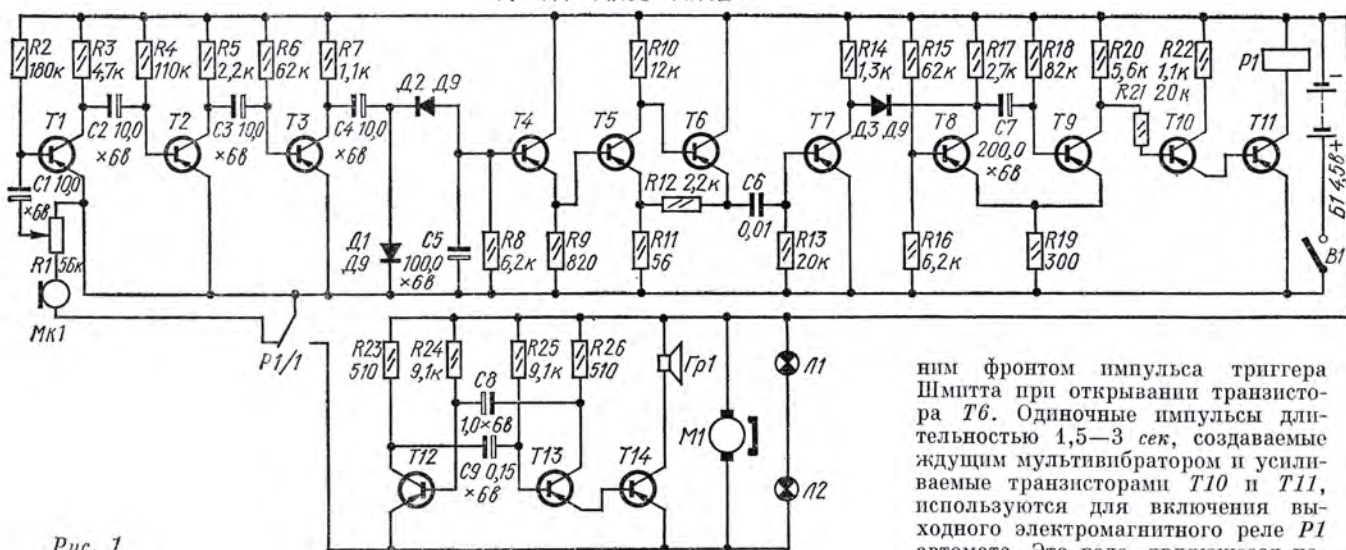 R2
180к
R3
4,7к
R4
110к
R5
2,2к
R6
62к
R7
1,1к
R10
12к
R14
1,3к
R15
62к
R17
2,7к
R18
82к
R20
5,6к
R22
1,1к
R21 20к
P1
Д2 Д9
T1
C2 10,0
×6в
T2
C3 10,0
×6в
T3
C4 10,0
×6в
T4
T5
T6
T7
Д3 Д9
T8
C7
200,0
×6в
T9
T10
T11
Б1 4,5в+
C1 10,0
×6в
R12 2,2к
C6
0,01
R1 56к
Д1
Д9
C5
100,0
×6в
R8
6,2к
R9
820
R11
56
R13
20к
R16
6,2к
R19
300
В1
Мк1
P1/1
R23
510
R24
9,1к
R25
9,1к
R26
510
Гр1
Л1
C8
1,0×6в
М1
C9 0,15
×6в
T12
T13
T14
Л2
Рис. 1
ним фронтом импульса триггера
Шмитта при открывании транзисто-
ра Т6. Одиночные импульсы дли-
тельностью 1,5—3 сек, создаваемые
ждущим мультивибратором и усили-
ваемые транзисторами Т10 и Т11,
используются для включения вы-
ходного электромагнитного реле Р1